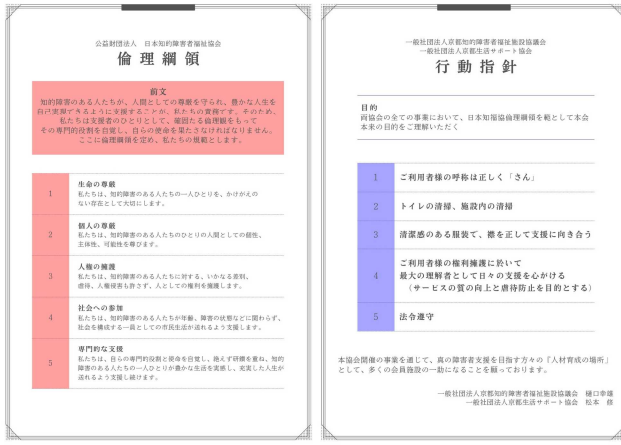 公益財団法人　日本知的障害者福祉協会
倫理綱領
前文
知的障害のある人たちが、人間としての尊厳を守られ、豊かな人生を
自己実現できるように支援することが、私たちの責務です。そのため、
私たちは支援者のひとりとして、確固たる倫理観をもって
その専門的役割を自覚し、自らの使命を果たさなければなりません。
ここに倫理綱領を定め、私たちの規範とします。
1
生命の尊厳
私たちは、知的障害のある人たちの一人ひとりを、かけがえの
ない存在として大切にします。
2
個人の尊厳
私たちは、知的障害のある人たちのひとりの人間としての個性、
主体性、可能性を尊びます。
3
人権の擁護
私たちは、知的障害のある人たちに対する、いかなる差別、
虐待、人権侵害も許さず、人としての権利を擁護します。
4
社会への参加
私たちは、知的障害のある人たちが年齢、障害の状態などに関わらず、
社会を構成する一員としての市民生活が送れるよう支援します。
5
専門的な支援
私たちは、自らの専門的役割と使命を自覚し、絶えず研鑽を重ね、知的
障害のある人たちの一人ひとりが豊かな生活を実感し、充実した人生が
送れるよう支援し続けます。
一般社団法人京都知的障害者福祉施設協議会
一般社団法人京都生活サポート協会
行動指針
目的
両協会の全ての事業において、日本知福協倫理綱領を範として本会
本来の目的をご理解いただく
1
ご利用者様の呼称は正しく「さん」
2
トイレの清掃、施設内の清掃
3
清潔感のある服装で、襟を正して支援に向き合う
4
ご利用者様の権利擁護に於いて
最大の理解者として日々の支援を心がける
（サービスの質の向上と虐待防止を目的とする）
5
法令遵守
本協会開催の事業を通じて、真の障害者支援を目指す方々の「人材育成の場所」
として、多くの会員施設の一助になることを願っております。
一般社団法人京都知的障害者福祉施設協議会　樋口幸雄
一般社団法人京都生活サポート協会　松本　修